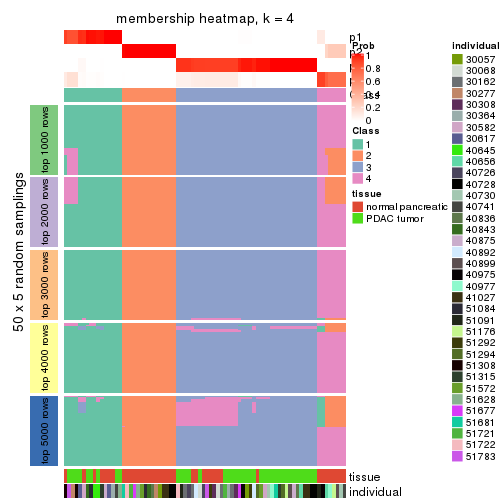 membership heatmap, k = 4
p1
p2
Prob
1
0.8
0.6
0.4
0.2
0
Class
1
2
3
4
tissue
normal pancreatic
PDAC tumor
individual
30057
30068
30162
30277
30308
30364
30582
30617
40645
40656
40726
40728
40730
40741
40836
40843
40875
40892
40899
40975
40977
41027
51084
51091
51176
51292
51294
51308
51315
51572
51628
51677
51681
51721
51722
51783
50 x 5 random samplings
top 1000 rows
top 2000 rows
top 3000 rows
top 4000 rows
top 5000 rows
tissue
individual